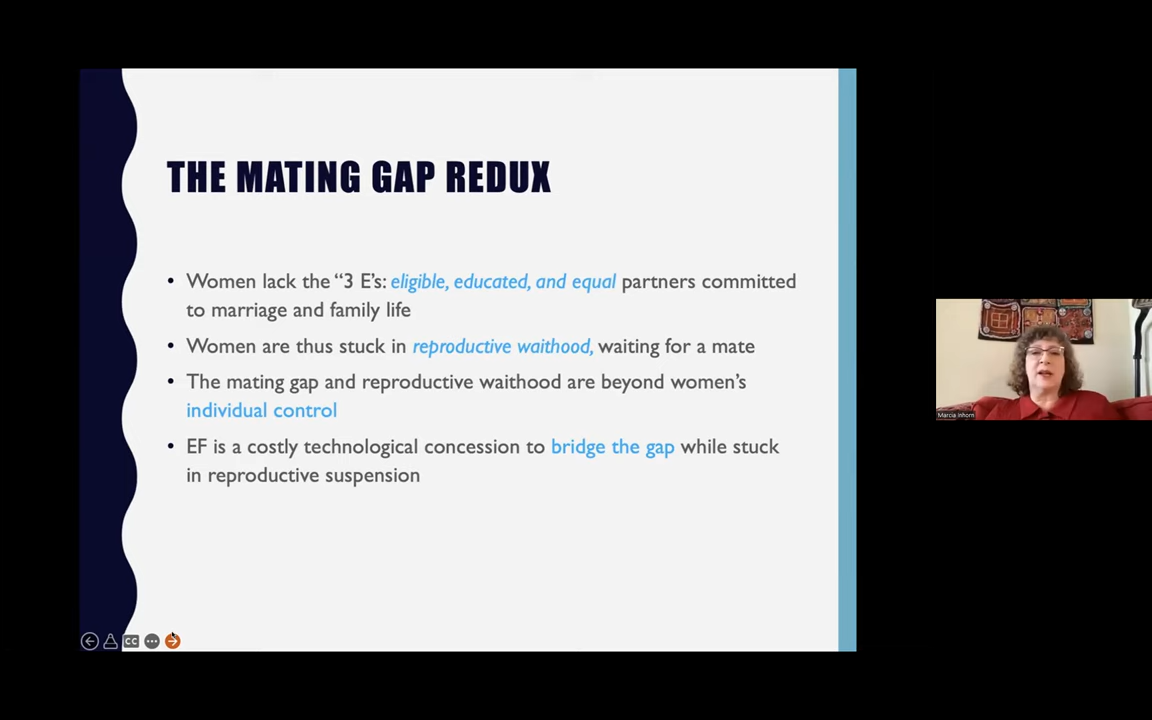 THE MATING GAP REDUX
• Women lack the “3 E’s: eligible, educated, and equal partners committed
to marriage and family life
• Women are thus stuck in reproductive waithood, waiting for a mate
• The mating gap and reproductive waithood are beyond women’s
individual control
• EF is a costly technological concession to bridge the gap while stuck
in reproductive suspension
CC
Marcia Inhorn